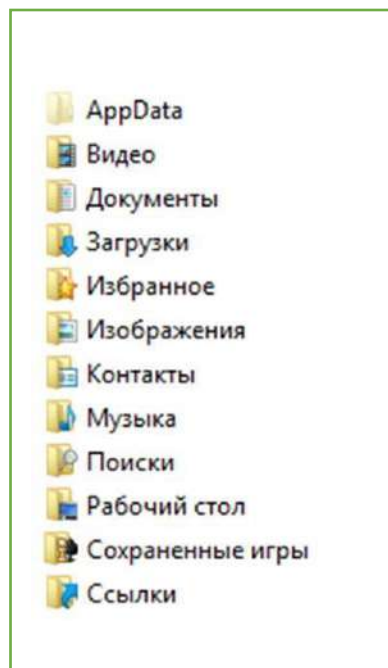 AppData
Видео
Документы
Загрузки
Избранное
Изображения
Контакты
Музыка
Поиски
Рабочий стол
Сохраненные игры
Ссылки